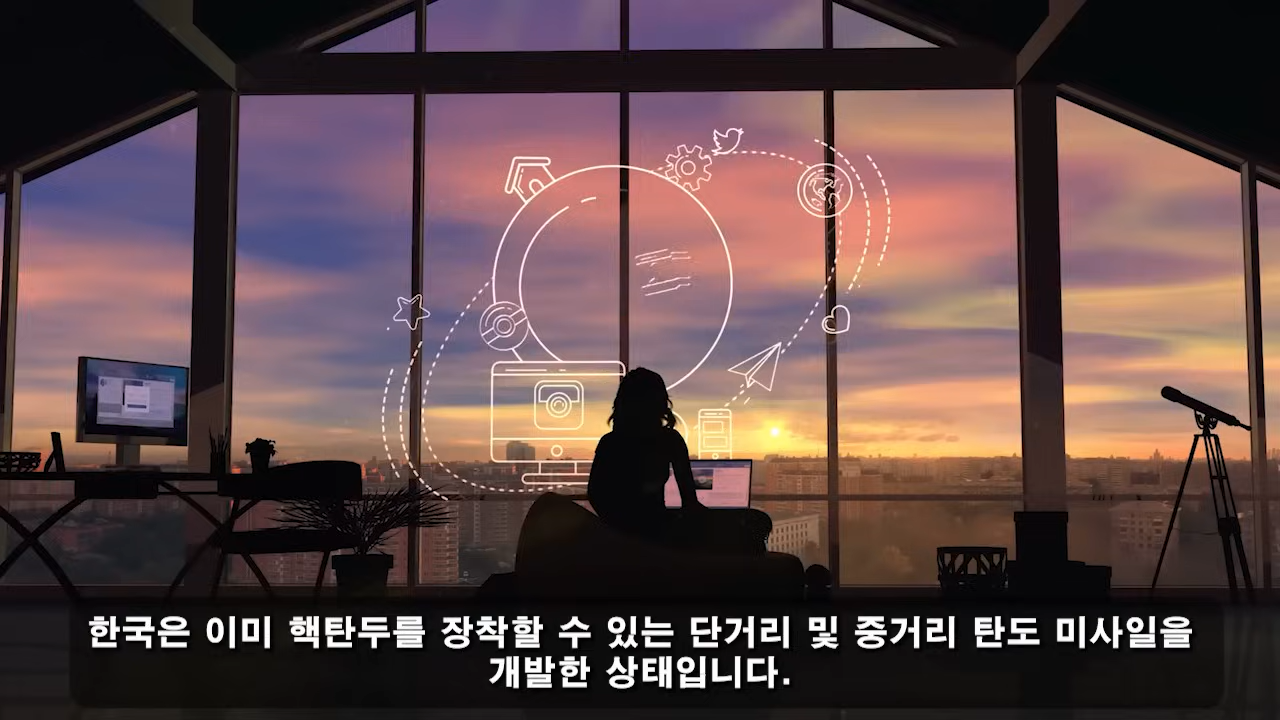 한국은 이미 핵탄두를 장착할 수 있는 단거리 및 중거리 탄도 미사일을
개발한 상태입니다.